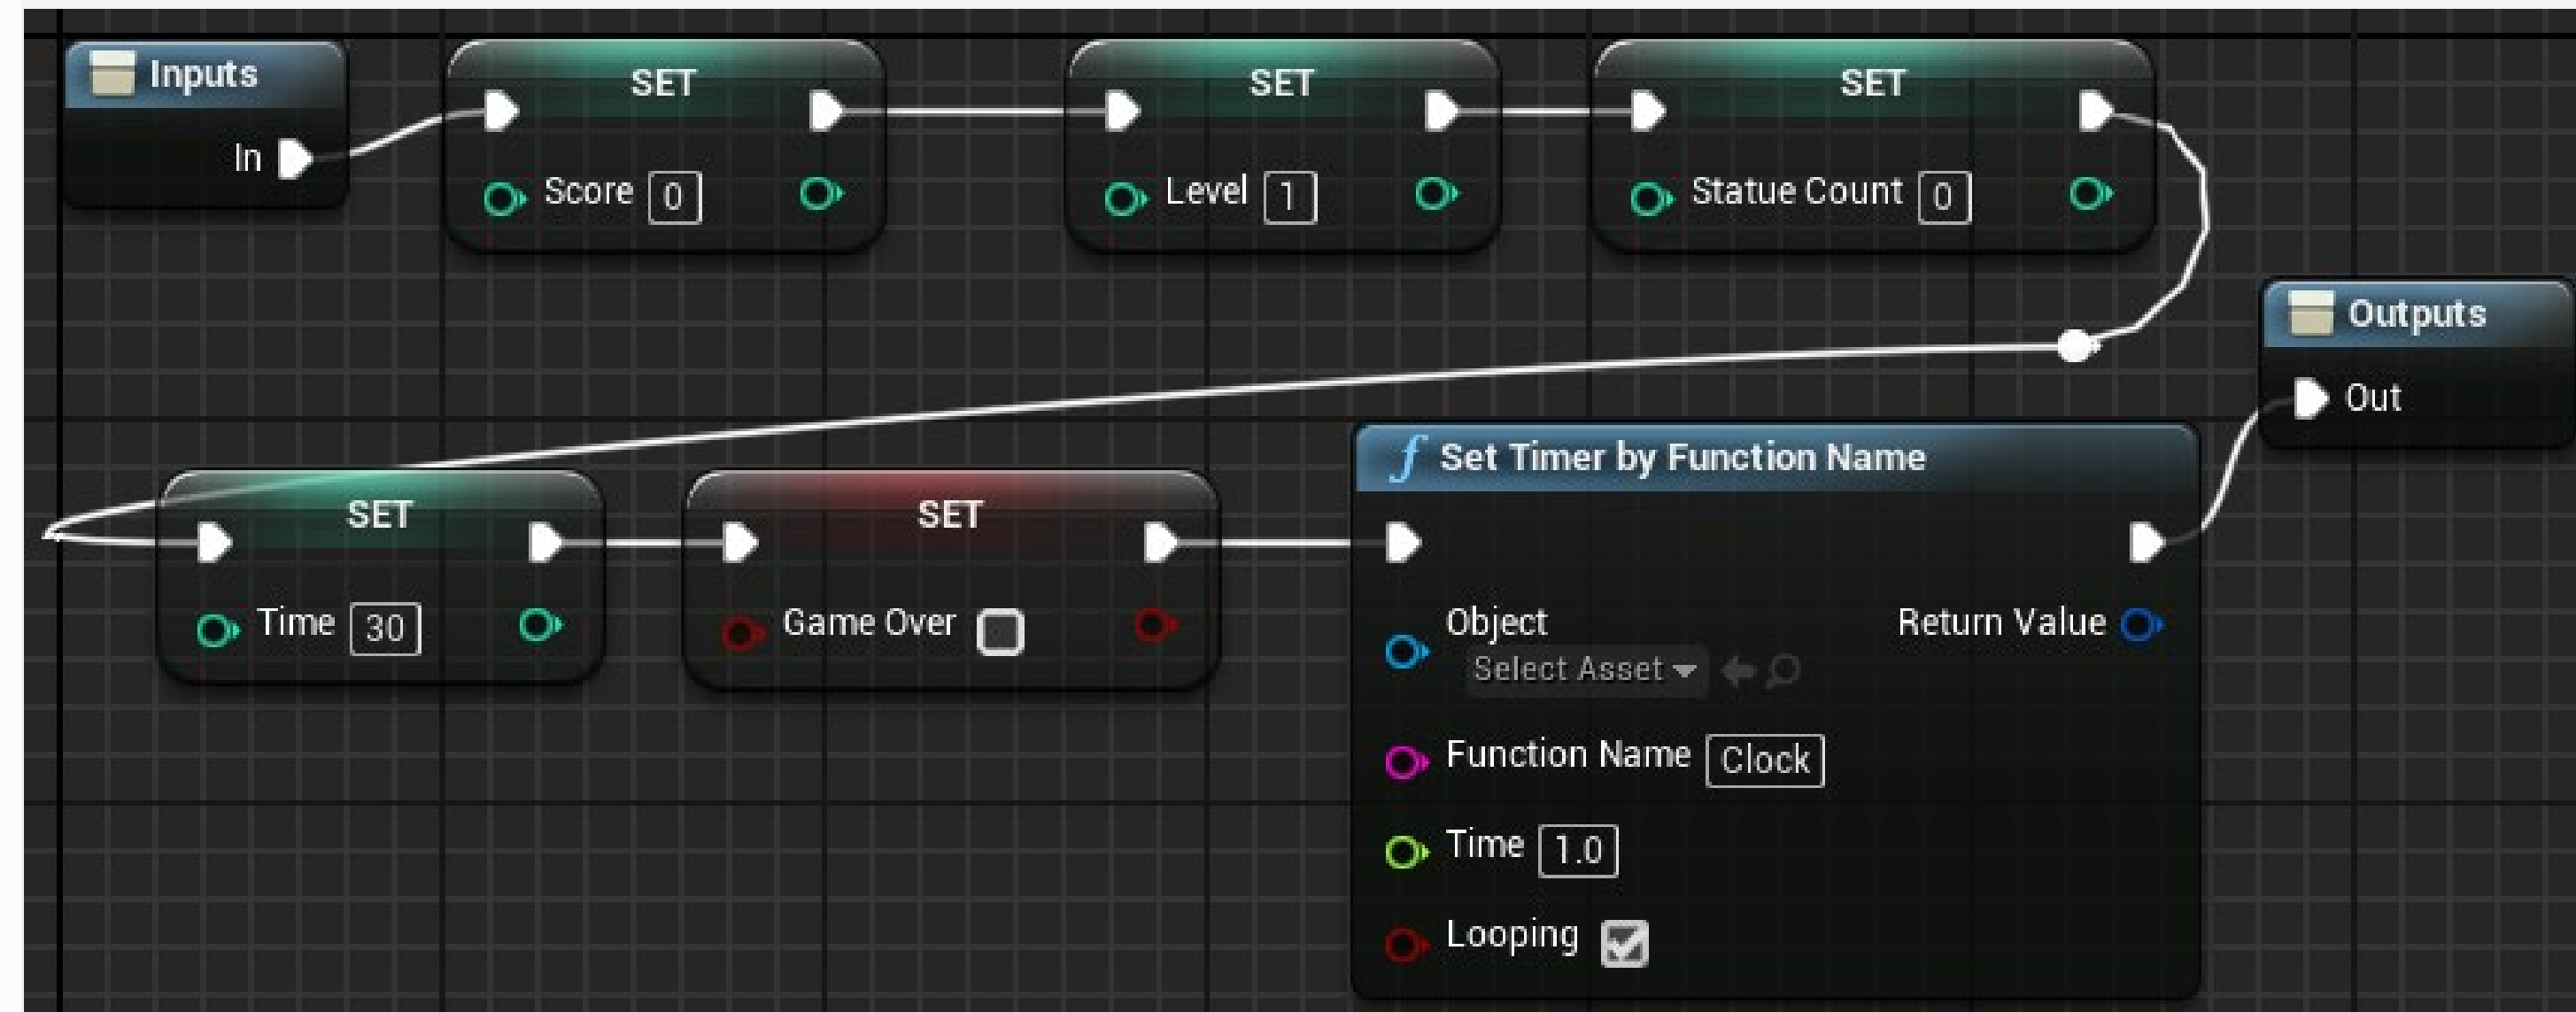 Inputs
In
SET
Score 0
SET
Level 1
SET
Statue Count 0
Outputs
Out
SET
Time 30
SET
Game Over
f Set Timer by Function Name
Object
Select Asset
Return Value
Function Name Clock
Time 1.0
Looping